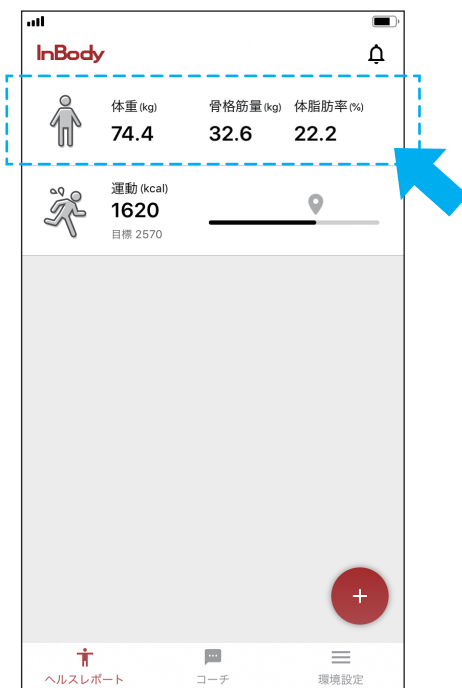 InBody
体重(kg) 骨格筋量(kg) 体脂肪率(%)
74.4 32.6 22.2
運動(kcal)
1620
目標 2570
ヘルスレポート コーチ 環境設定